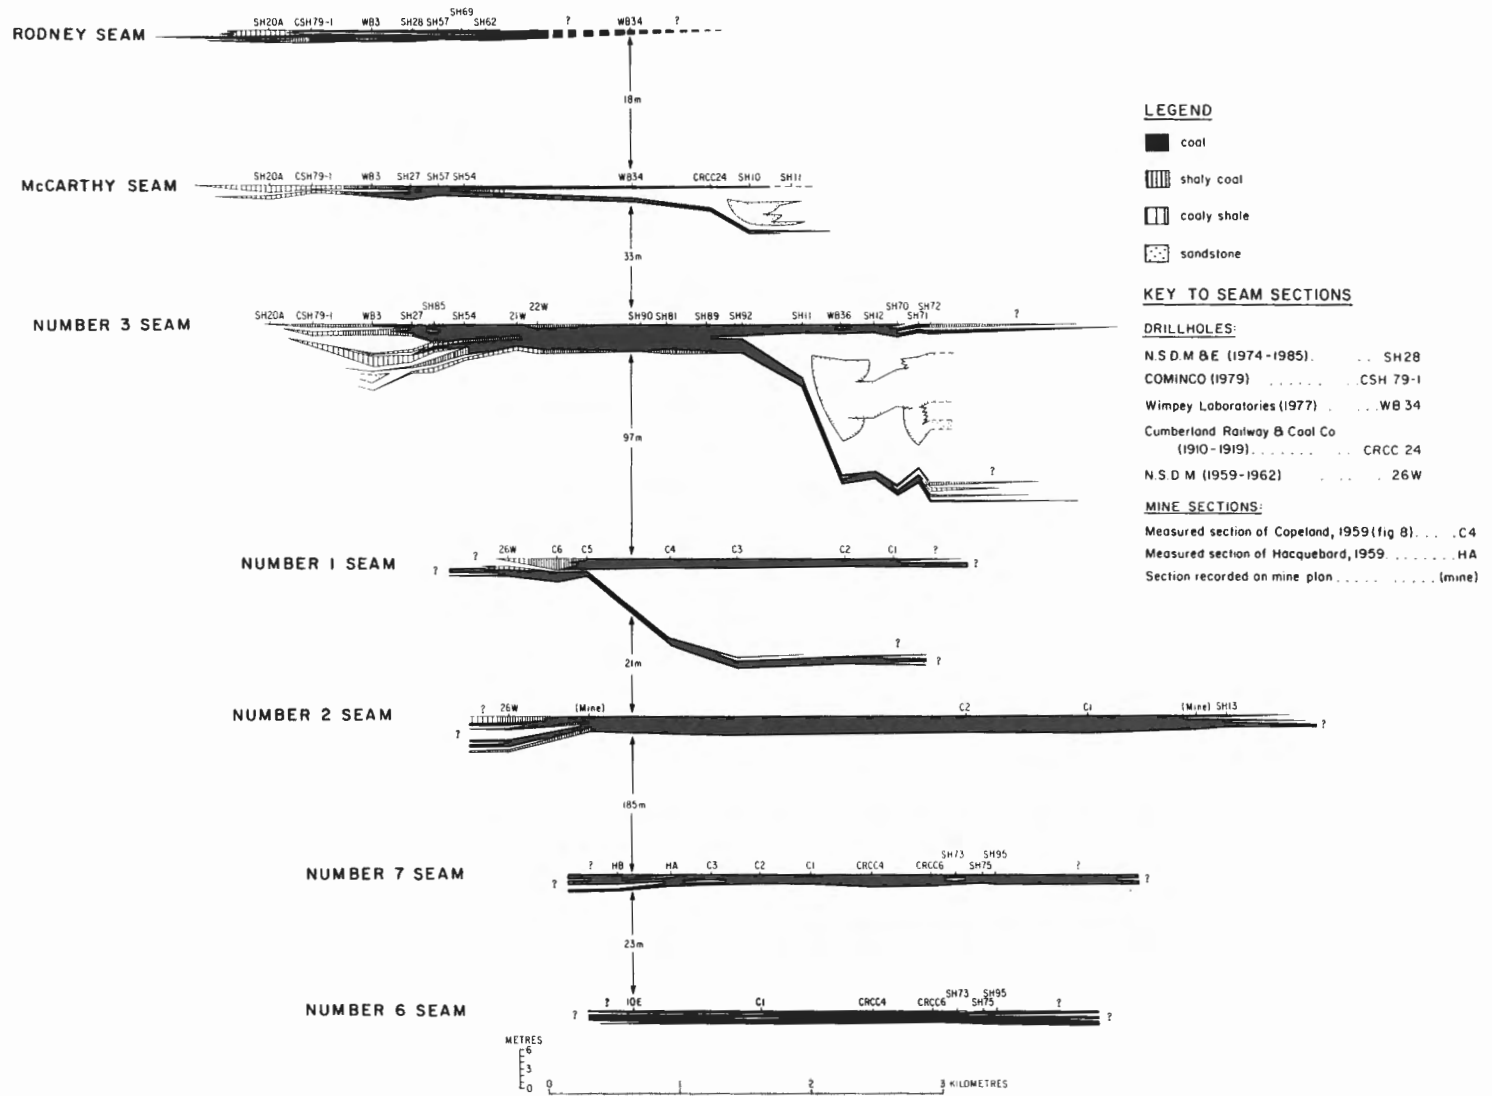 SH69
SH20A CSH79-1 WB3 SH28 SH57 SH62 ? WB34 ?
RODNEY SEAM
18m
McCARTHY SEAM
SH20A CSH79-1 WB3 SH27 SH57 SH54 WB34 CRCC24 SH10 SH11
33m
NUMBER 3 SEAM
SH85 22W SH70 SH72
SH20A CSH79-1 WB3 SH27 SH54 21W SH90 SH81 SH89 SH92 SH11 WB36 SH12 SH71 ?
97m
?
NUMBER 1 SEAM
? 26W C6 C5 C4 C3 C2 C1 ?
? ?
21m
? ?
NUMBER 2 SEAM
? 26W (Mine) C2 C1 (Mine) SH13
? ?
185m
NUMBER 7 SEAM
SH73 SH95
? HB HA C3 C2 C1 CRCC4 CRCC6 SH75 ?
? ?
23m
NUMBER 6 SEAM
SH73 SH95
? 10E C1 CRCC4 CRCC6 SH75 ?
? ?
METRES
6
3
0
0 1 2 3 KILOMETRES
LEGEND
coal
shaly coal
coaly shale
sandstone
KEY TO SEAM SECTIONS
DRILLHOLES:
N.S.D.M & E (1974-1985). . . SH28
COMINCO (1979) . . . . . . . CSH 79-1
Wimpey Laboratories (1977) . . . . WB 34
Cumberland Railway & Coal Co
(1910-1919) . . . . . . . . . CRCC 24
N.S.D M (1959-1962) . . . . 26W
MINE SECTIONS:
Measured section of Copeland, 1959 (fig 8). . . . . C4
Measured section of Hacquebard, 1959. . . . . . . . HA
Section recorded on mine plan . . . . . . . . . . . (mine)